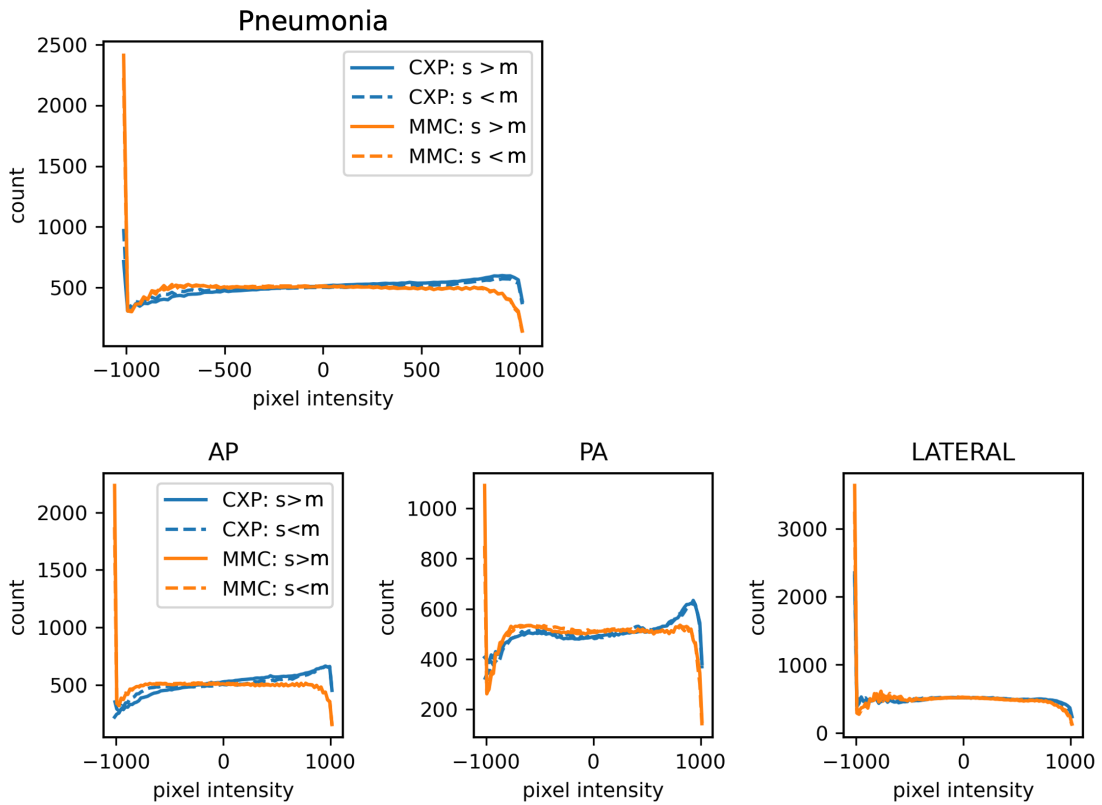 Pneumonia
2500
2000
1500
1000
500
count
CXP: s > m
CXP: s < m
MMC: s > m
MMC: s < m
−1000 −500 0 500 1000
pixel intensity
AP
2000
1500
1000
500
count
CXP: s>m
CXP: s<m
MMC: s>m
MMC: s<m
−1000 0 1000
pixel intensity
PA
1000
800
600
400
200
count
−1000 0 1000
pixel intensity
LATERAL
3000
2000
1000
0
count
−1000 0 1000
pixel intensity